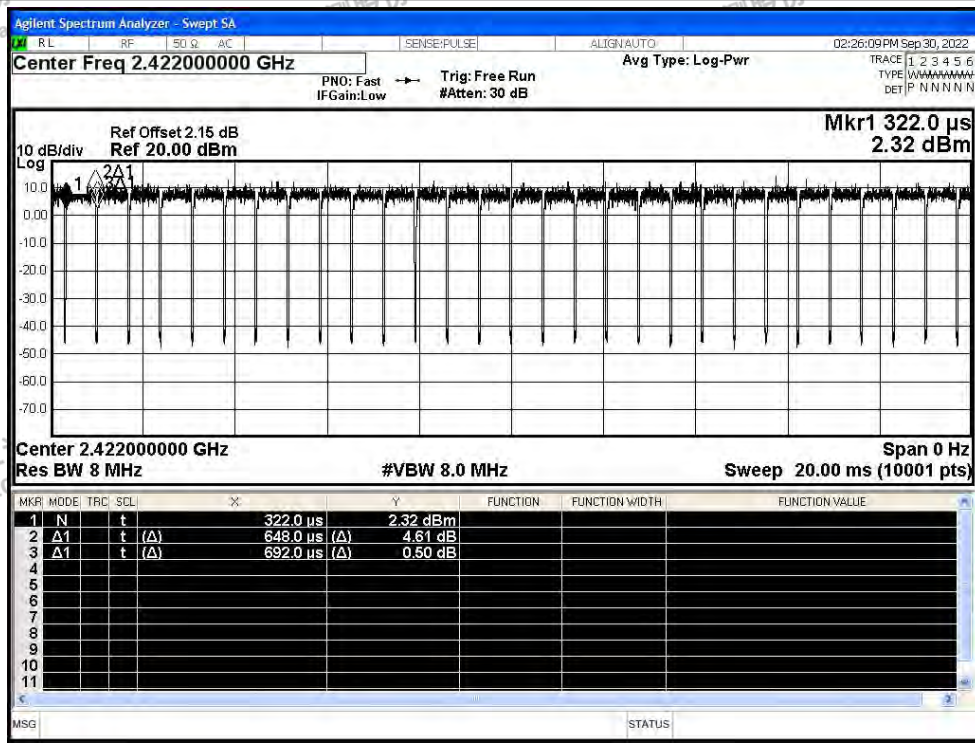 Agilent Spectrum Analyzer - Swept SA
RL RF 50 Ω AC SENSE:PULSE ALIGNAUTO 02:26:09 PM Sep 30, 2022
Center Freq 2.422000000 GHz Avg Type: Log-Pwr TRACE 1 2 3 4 5 6
PNO: Fast Trig: Free Run TYPE WWWWWW
IFGain:Low #Atten: 30 dB DET P N N N N N
Ref Offset 2.15 dB Mkr1 322.0 µs
10 dB/div Ref 20.00 dBm 2.32 dBm
Log
10.0
1
2Δ1
3Δ1
0.00
-10.0
-20.0
-30.0
-40.0
-50.0
-60.0
-70.0
Center 2.422000000 GHz Span 0 Hz
Res BW 8 MHz #VBW 8.0 MHz Sweep 20.00 ms (10001 pts)
MKR MODE TRC SCL X Y FUNCTION FUNCTION WIDTH FUNCTION VALUE
1 N t 322.0 µs 2.32 dBm
2 Δ1 t (Δ) 648.0 µs (Δ) 4.61 dB
3 Δ1 t (Δ) 692.0 µs (Δ) 0.50 dB
4
5
6
7
8
9
10
11
MSG STATUS